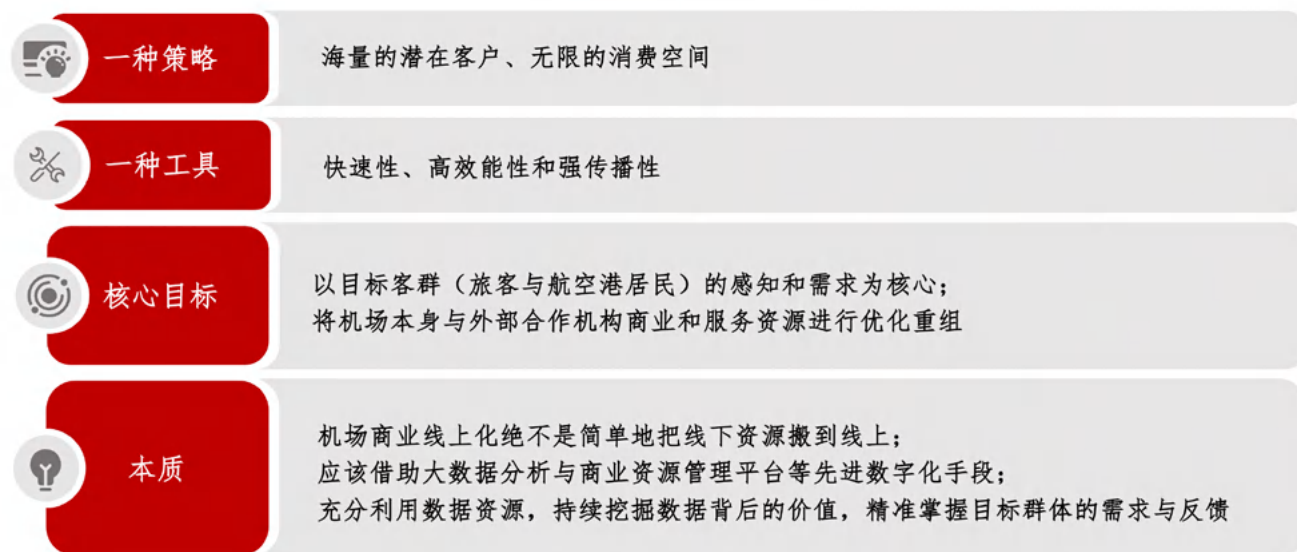 一种策略
海量的潜在客户、无限的消费空间
一种工具
快速性、高效能性和强传播性
核心目标
以目标客群（旅客与航空港居民）的感知和需求为核心；
将机场本身与外部合作机构商业和服务资源进行优化重组
本质
机场商业线上化绝不是简单地把线下资源搬到线上；
应该借助大数据分析与商业资源管理平台等先进数字化手段；
充分利用数据资源，持续挖掘数据背后的价值，精准掌握目标群体的需求与反馈